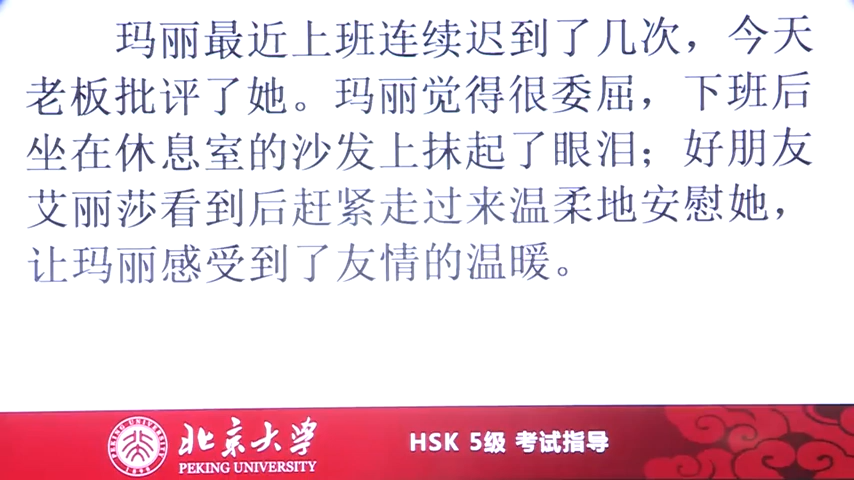 玛丽最近上班连续迟到了几次，今天
老板批评了她。玛丽觉得很委屈，下班后
坐在休息室的沙发上抹起了眼泪；好朋友
艾丽莎看到后赶紧走过来温柔地安慰她，
让玛丽感受到了友情的温暖。
北京大学
PEKING UNIVERSITY
HSK 5级 考试指导